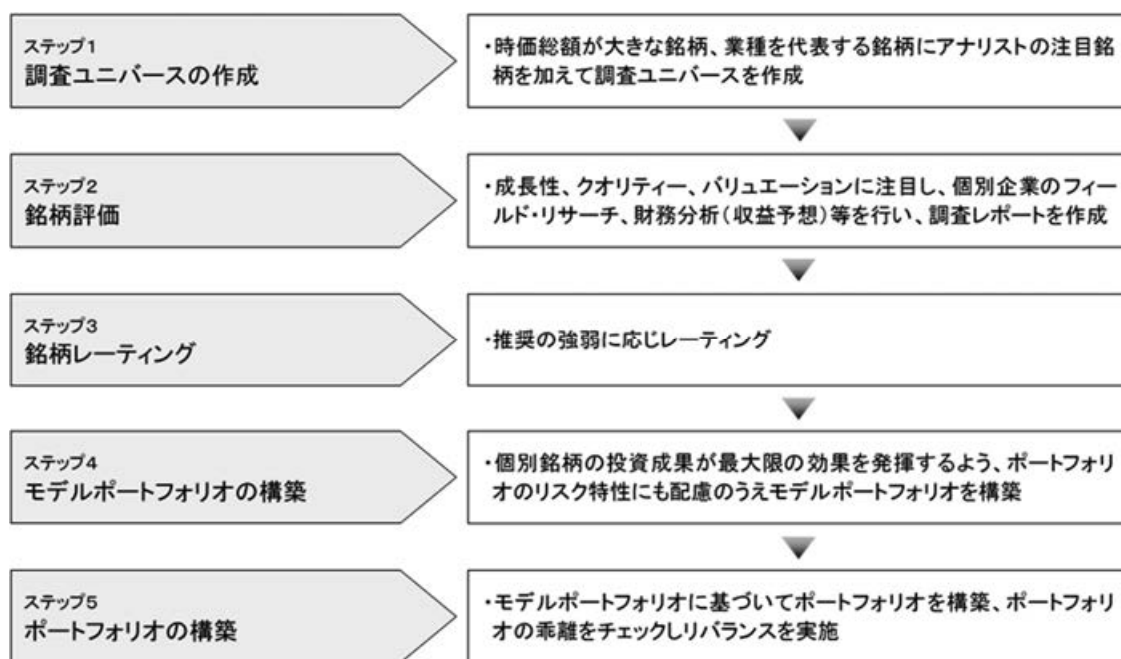 ステップ1
調査ユニバースの作成
・時価総額が大きな銘柄、業種を代表する銘柄にアナリストの注目銘
柄を加えて調査ユニバースを作成
ステップ2
銘柄評価
・成長性、クオリティー、バリュエーションに注目し、個別企業のフィー
ルド・リサーチ、財務分析(収益予想)等を行い、調査レポートを作成
ステップ3
銘柄レーティング
・推奨の強弱に応じレーティング
ステップ4
モデルポートフォリオの構築
・個別銘柄の投資成果が最大限の効果を発揮するよう、ポートフォリ
オのリスク特性にも配慮のうえモデルポートフォリオを構築
ステップ5
ポートフォリオの構築
・モデルポートフォリオに基づいてポートフォリオを構築、ポートフォリ
オの乖離をチェックしリバランスを実施